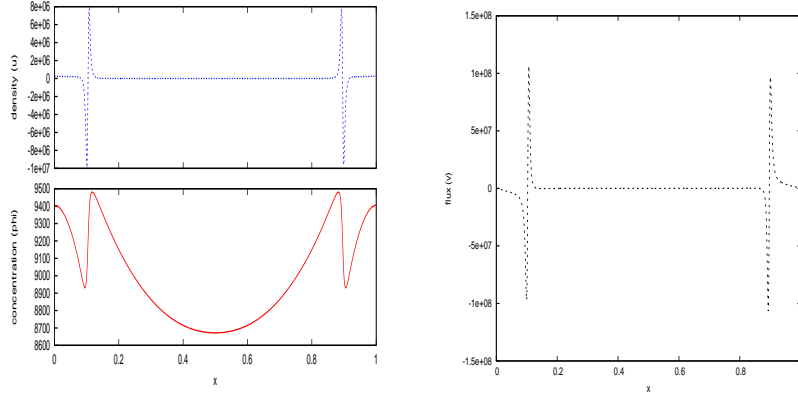 8e+06
6e+06
4e+06
2e+06
0
-2e+06
-4e+06
-6e+06
-8e+06
-1e+07
density (u)
9500
9400
9300
9200
9100
9000
8900
8800
8700
8600
concentration (phi)
0 0.2 0.4 0.6 0.8 1
x
1.5e+08
1e+08
5e+07
0
-5e+07
-1e+08
-1.5e+08
flux (v)
0 0.2 0.4 0.6 0.8
x